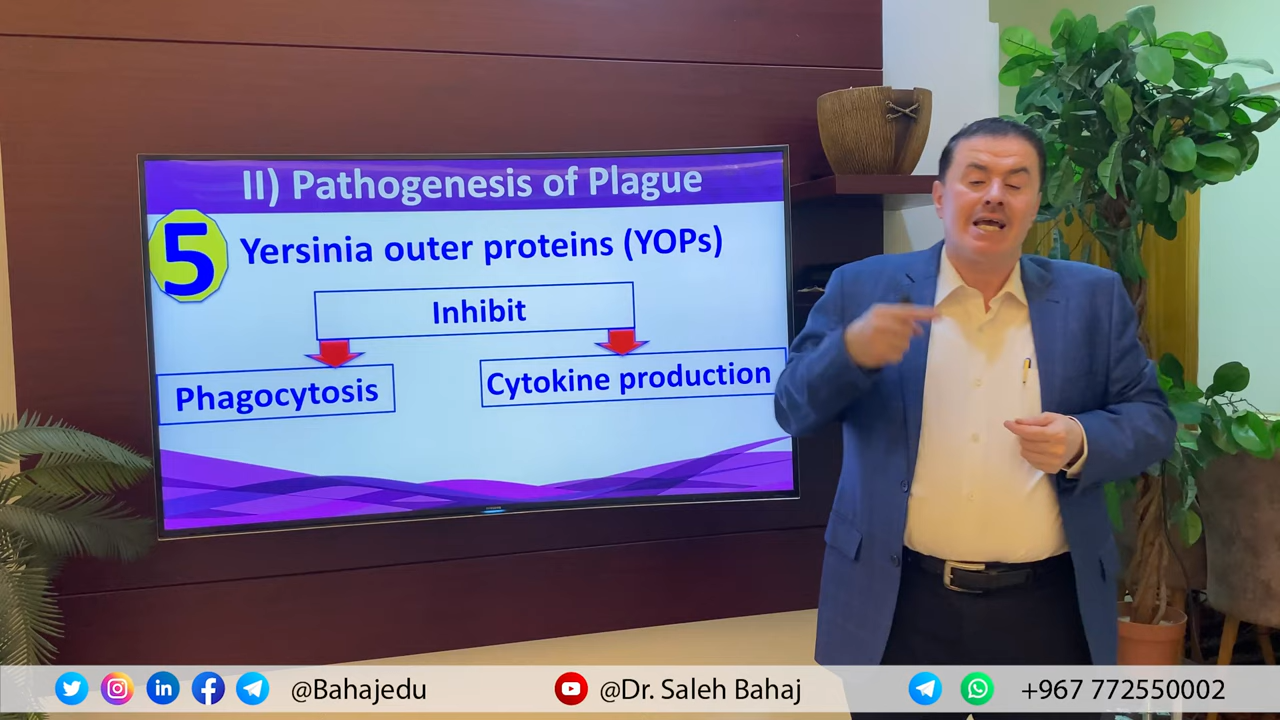 II) Pathogenesis of Plague
5
Yersinia outer proteins (YOPs)
Inhibit
Phagocytosis
Cytokine production
@Bahajedu
@Dr. Saleh Bahaj
+967 772550002